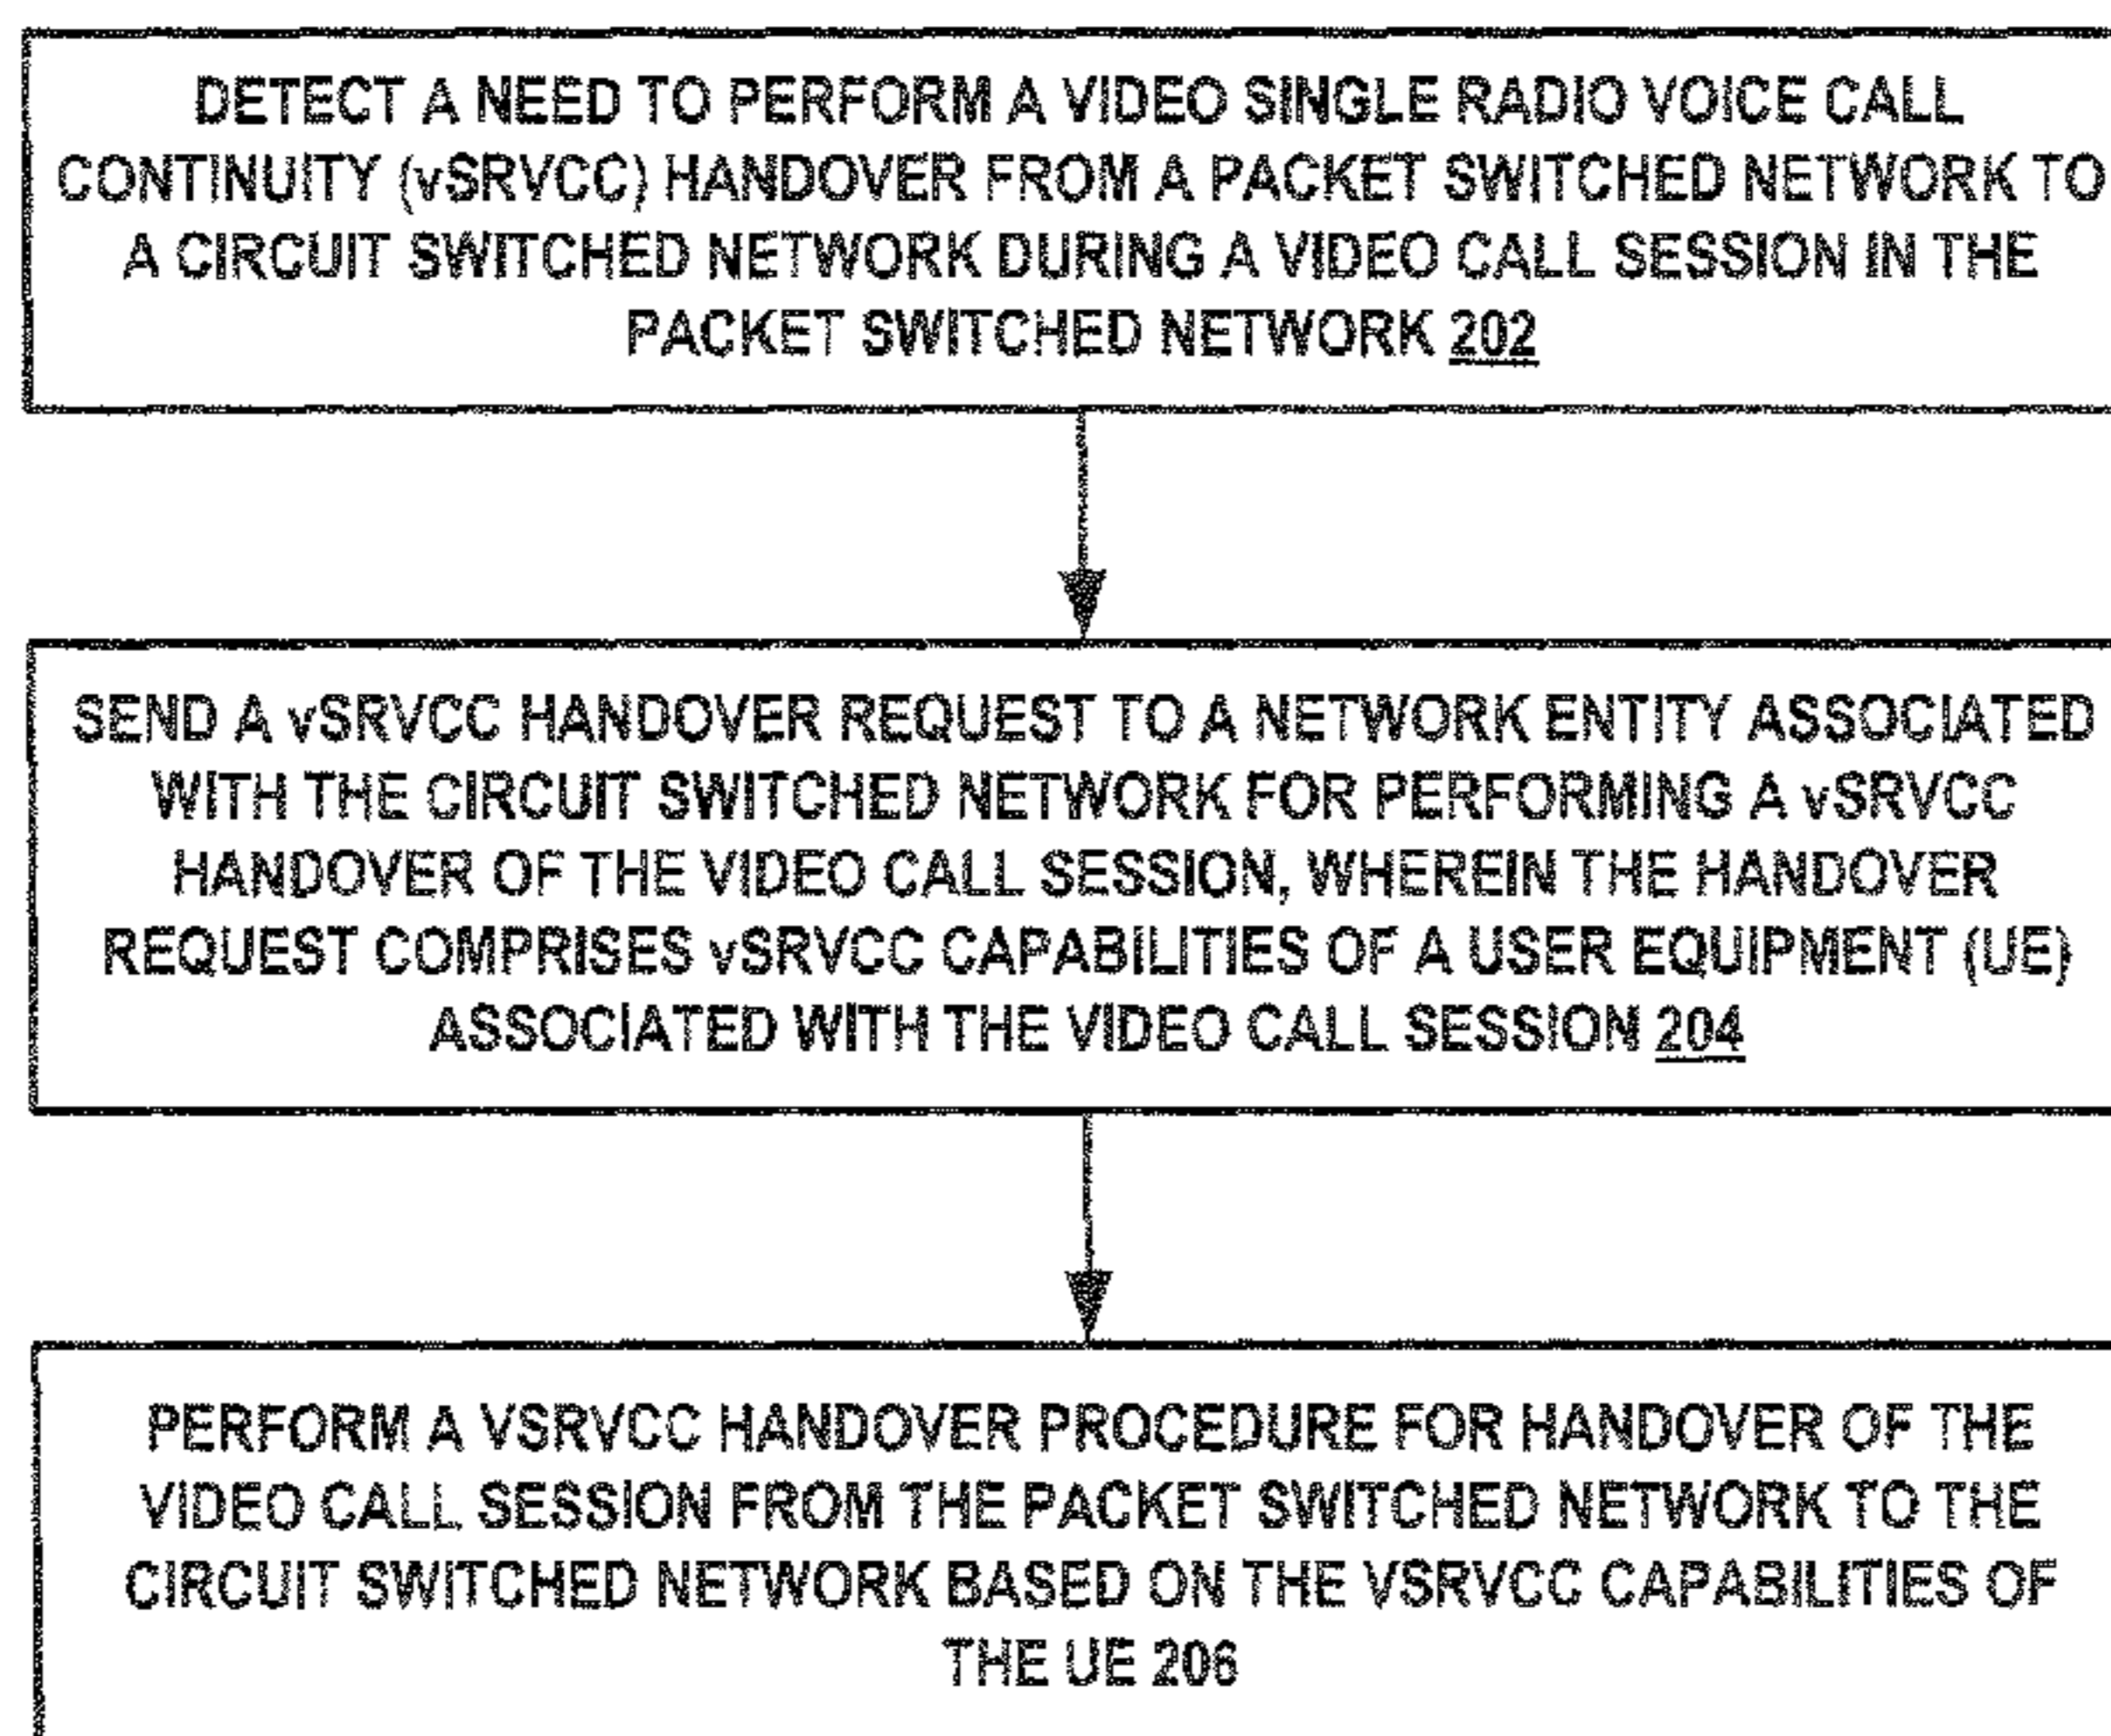 DETECT A NEED TO PERFORM A VIDEO SINGLE RADIO VOICE CALL
CONTINUITY (vSRVCC) HANDOVER FROM A PACKET SWITCHED NETWORK TO
A CIRCUIT SWITCHED NETWORK DURING A VIDEO CALL SESSION IN THE
PACKET SWITCHED NETWORK 202
SEND A vSRVCC HANDOVER REQUEST TO A NETWORK ENTITY ASSOCIATED
WITH THE CIRCUIT SWITCHED NETWORK FOR PERFORMING A vSRVCC
HANDOVER OF THE VIDEO CALL SESSION, WHEREIN THE HANDOVER
REQUEST COMPRISES vSRVCC CAPABILITIES OF A USER EQUIPMENT (UE)
ASSOCIATED WITH THE VIDEO CALL SESSION 204
PERFORM A VSRVCC HANDOVER PROCEDURE FOR HANDOVER OF THE
VIDEO CALL SESSION FROM THE PACKET SWITCHED NETWORK TO THE
CIRCUIT SWITCHED NETWORK BASED ON THE VSRVCC CAPABILITIES OF
THE UE 206